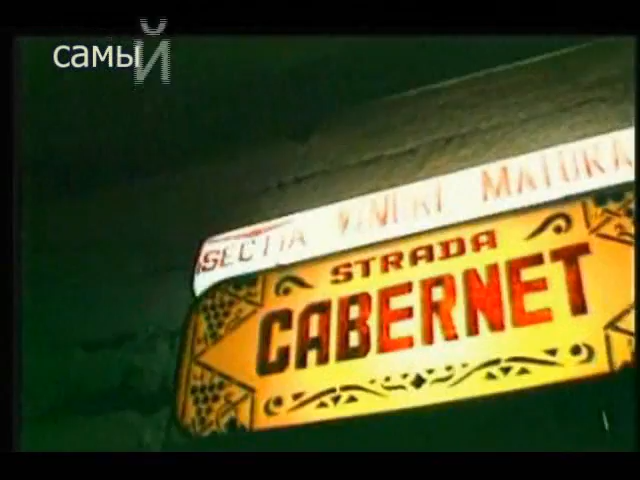 самый
SECTIA VINURI MATURA
STRADA
CABERNET